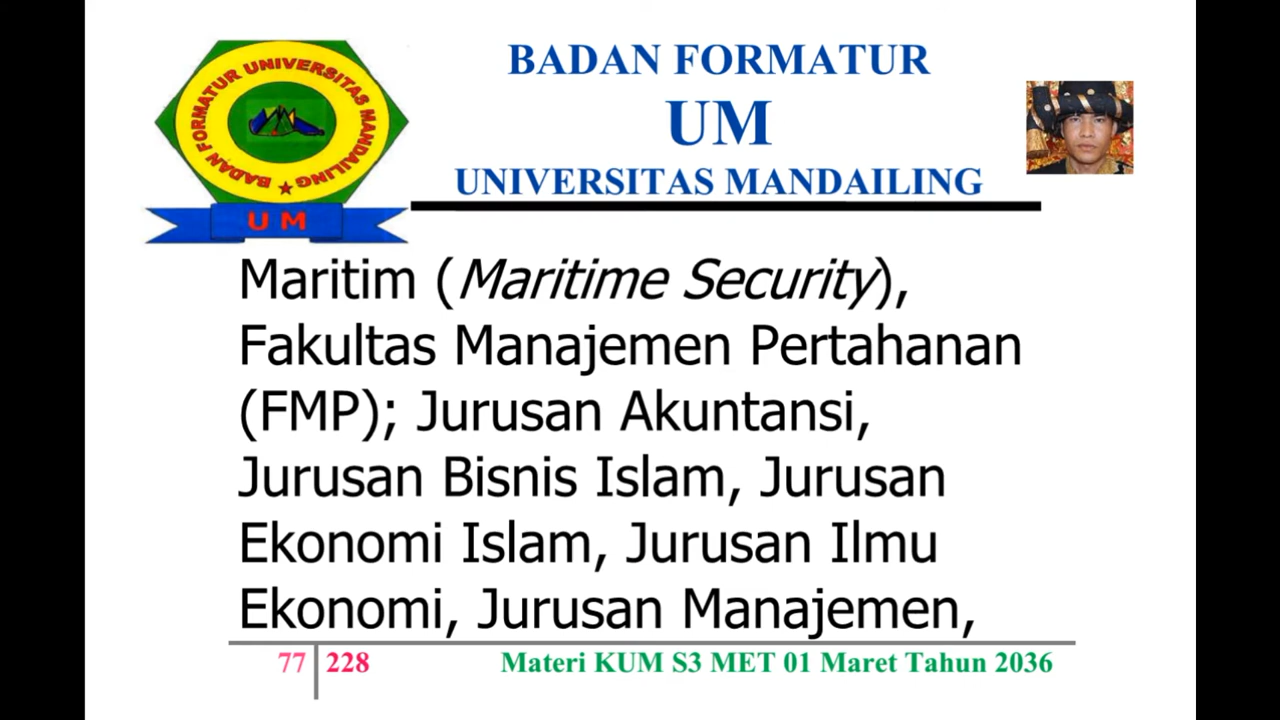 BADAN FORMATUR
UM
UNIVERSITAS MANDAILING
BADAN FORMATUR UNIVERSITAS MANDAILING
U M
Maritim (Maritime Security),
Fakultas Manajemen Pertahanan
(FMP); Jurusan Akuntansi,
Jurusan Bisnis Islam, Jurusan
Ekonomi Islam, Jurusan Ilmu
Ekonomi, Jurusan Manajemen,
77 228 Materi KUM S3 MET 01 Maret Tahun 2036